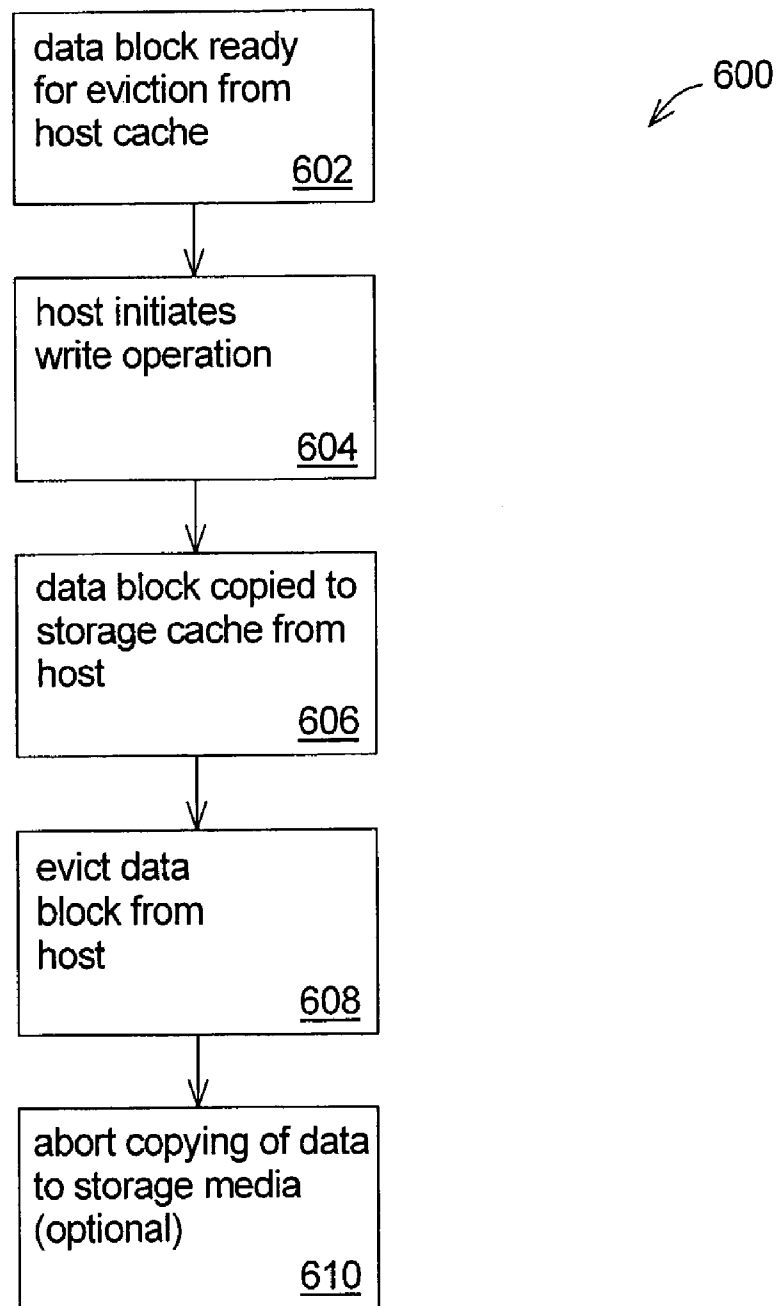 data block ready
for eviction from
host cache
602
600
host initiates
write operation
604
data block copied to
storage cache from
host
606
evict data
block from
host
608
abort copying of data
to storage media
(optional)
610